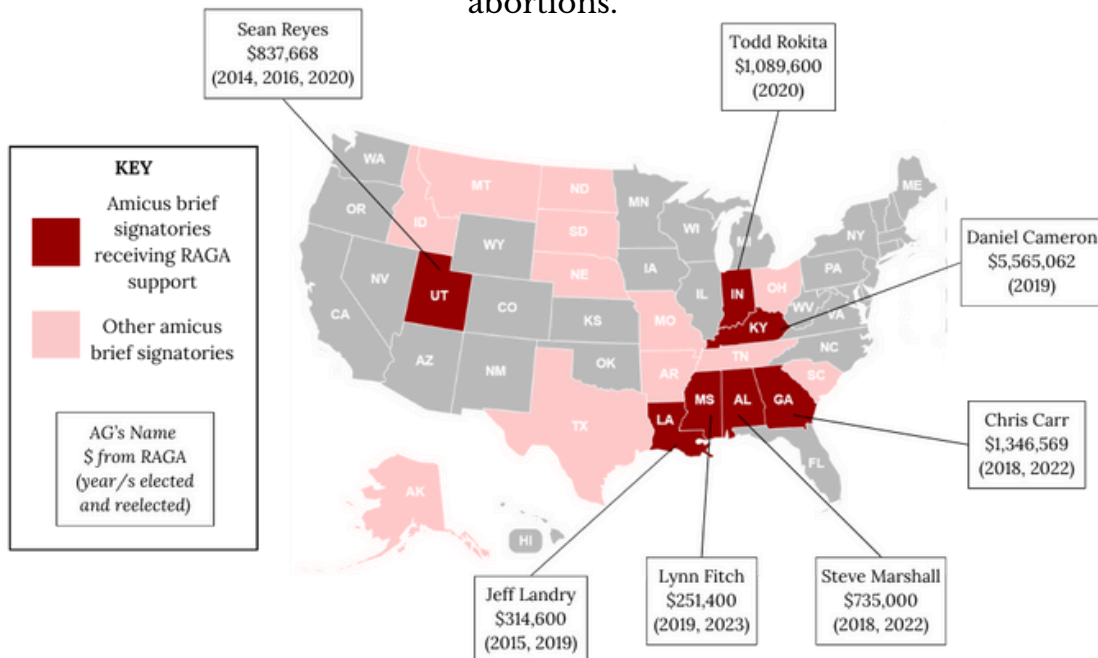 abortions.
Sean Reyes
$837,668
(2014, 2016, 2020)
Todd Rokita
$1,089,600
(2020)
KEY
Amicus brief
signatories
receiving RAGA
support
Other amicus
brief signatories
AG's Name
$ from RAGA
(year/s elected
and reelected)
WA
OR
CA
NV
ID
MT
WY
UT
AZ
CO
NM
ND
SD
NE
KS
OK
TX
MN
IA
MO
AR
LA
WI
IL
MI
IN
OH
KY
TN
MS
AL
GA
FL
SC
NC
WV
VA
PA
NY
ME
AK
HI
Daniel Cameron
$5,565,062
(2019)
Chris Carr
$1,346,569
(2018, 2022)
Jeff Landry
$314,600
(2015, 2019)
Lynn Fitch
$251,400
(2019, 2023)
Steve Marshall
$735,000
(2018, 2022)